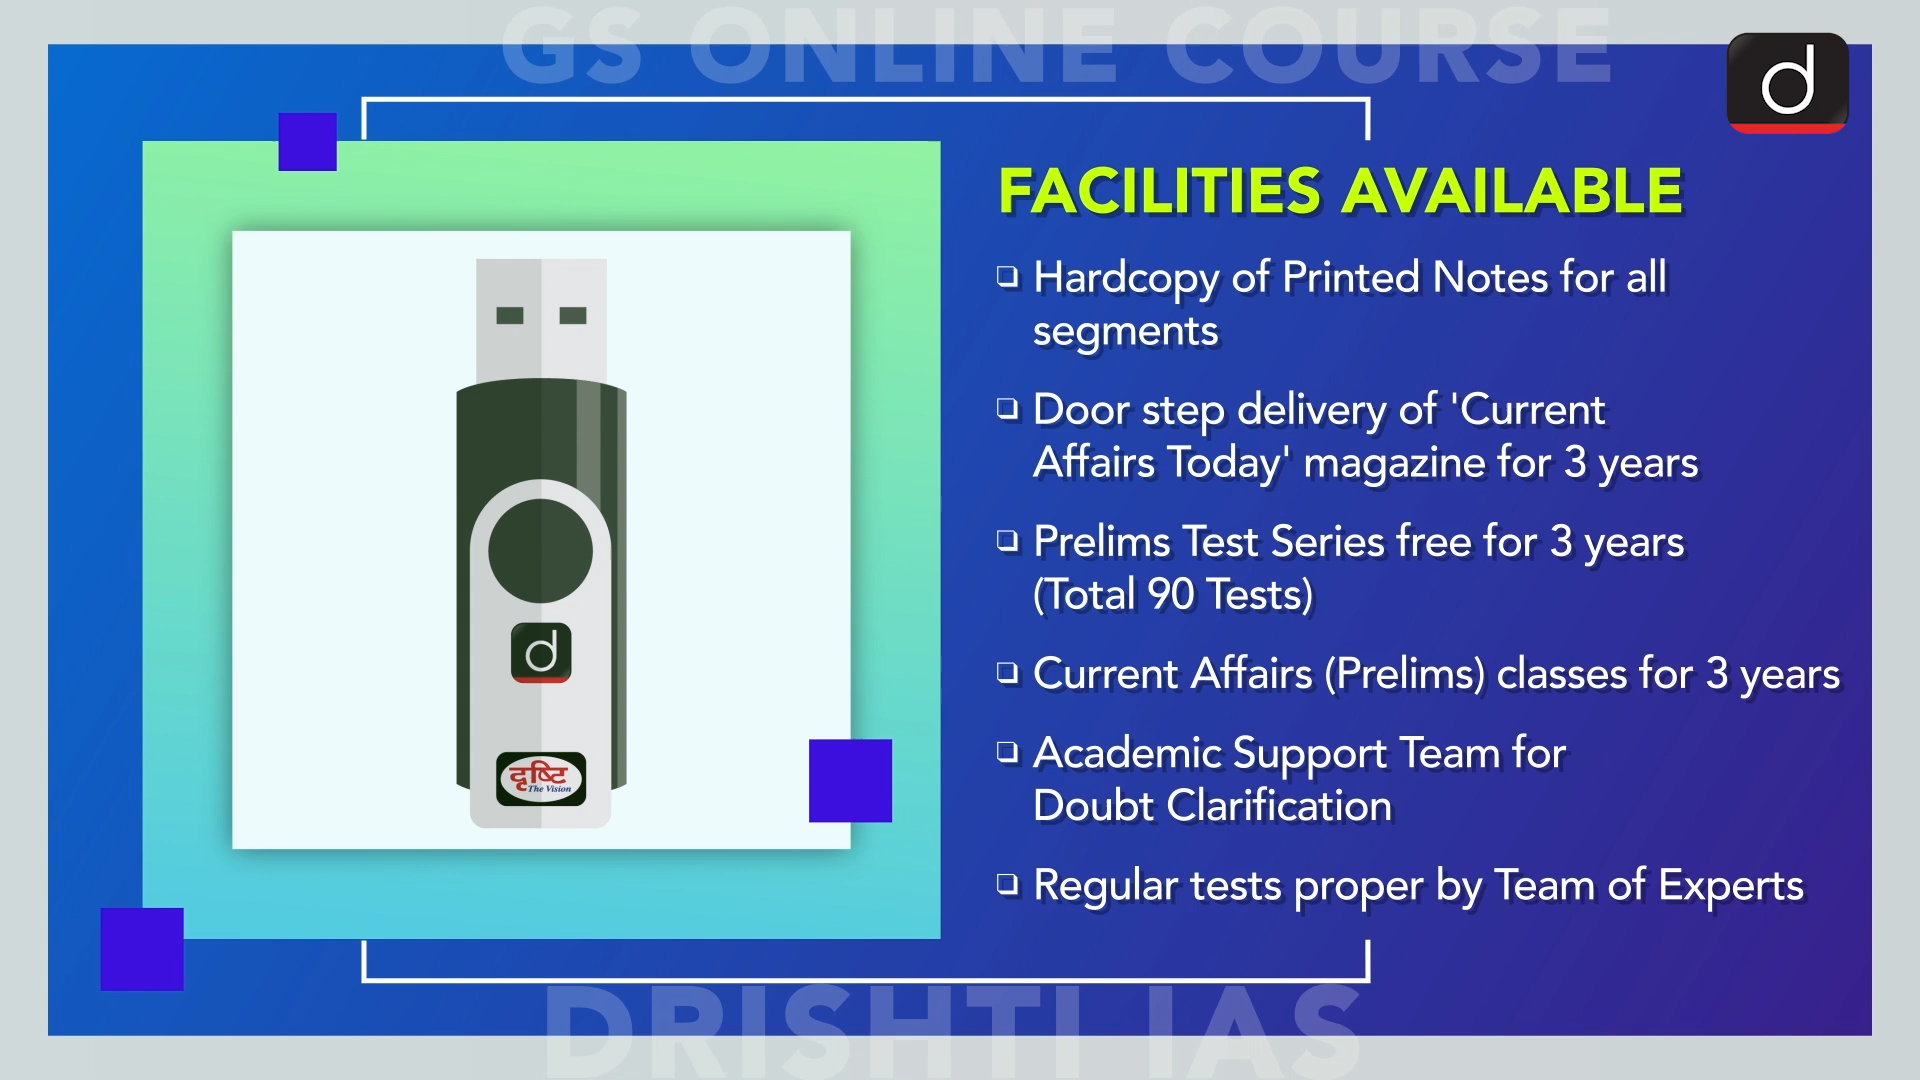 GS ONLINE COURSE
d
FACILITIES AVAILABLE
❏ Hardcopy of Printed Notes for all
segments
❏ Door step delivery of 'Current
Affairs Today' magazine for 3 years
❏ Prelims Test Series free for 3 years
(Total 90 Tests)
❏ Current Affairs (Prelims) classes for 3 years
❏ Academic Support Team for
Doubt Clarification
❏ Regular tests proper by Team of Experts
d
दृष्टि
The Vision
DRISHTI IAS